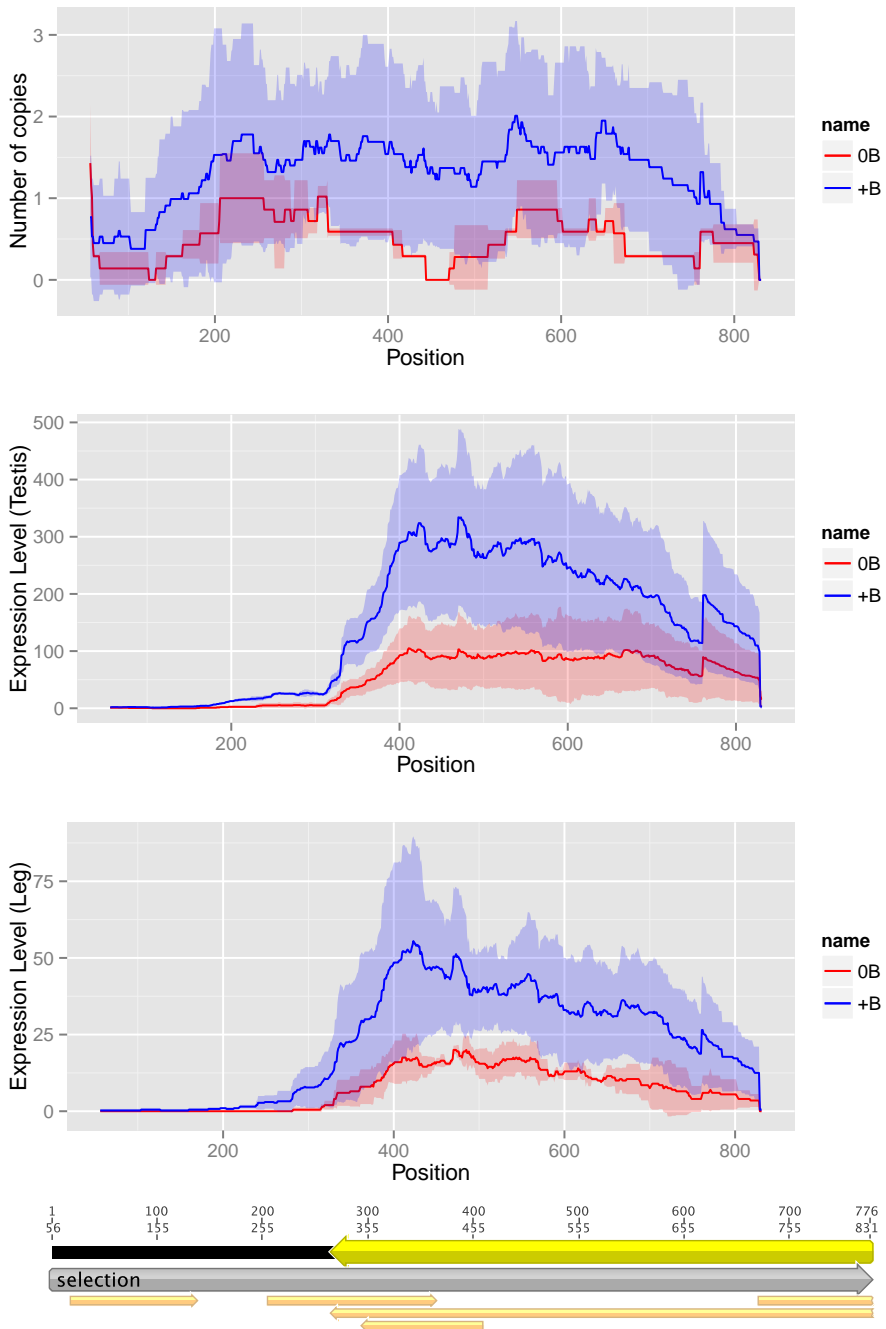 3
2
1
0
Number of copies
200
400
600
800
Position
name
0B
+B
500
400
300
200
100
0
Expression Level (Testis)
200
400
600
800
Position
name
0B
+B
75
50
25
0
Expression Level (Leg)
200
400
600
800
Position
name
0B
+B
1 100 200 300 400 500 600 700 776
56 155 255 355 455 555 655 755 831
selection